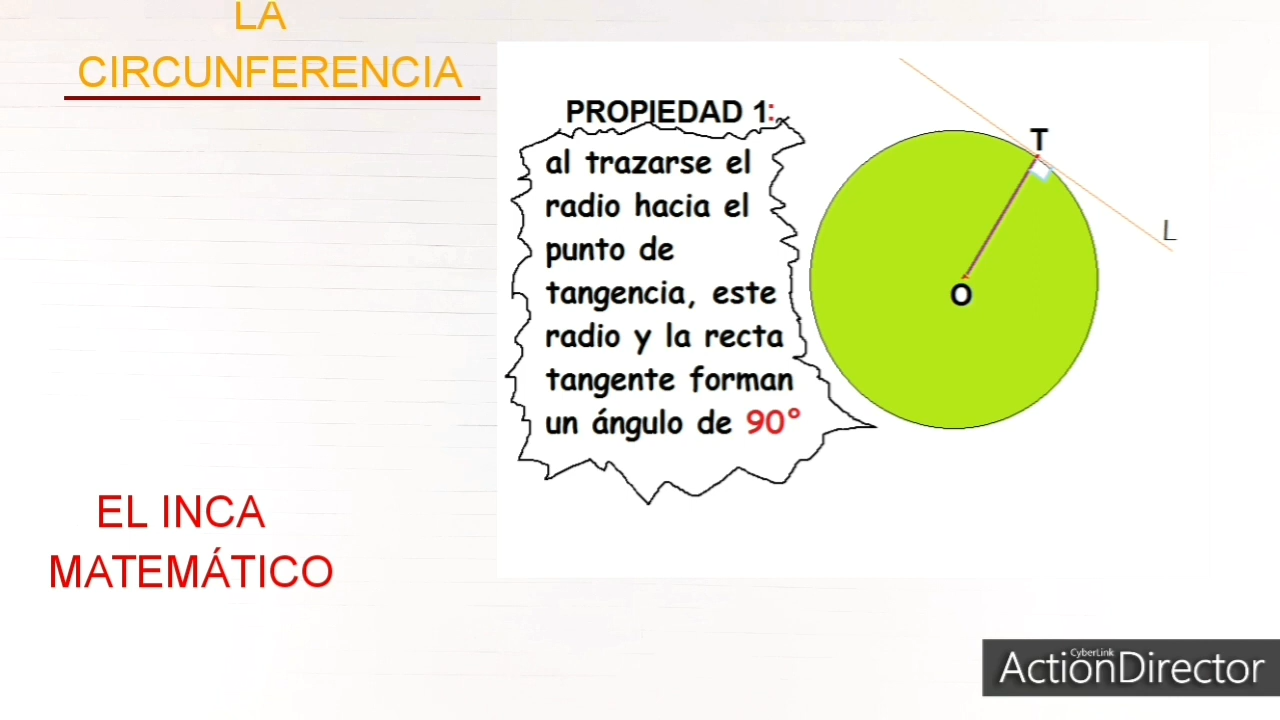 LA
CIRCUNFERENCIA
PROPIEDAD 1:
al trazarse el
radio hacia el
punto de
tangencia, este
radio y la recta
tangente forman
un ángulo de 90°
T
L
O
EL INCA
MATEMÁTICO
CyberLink
ActionDirector